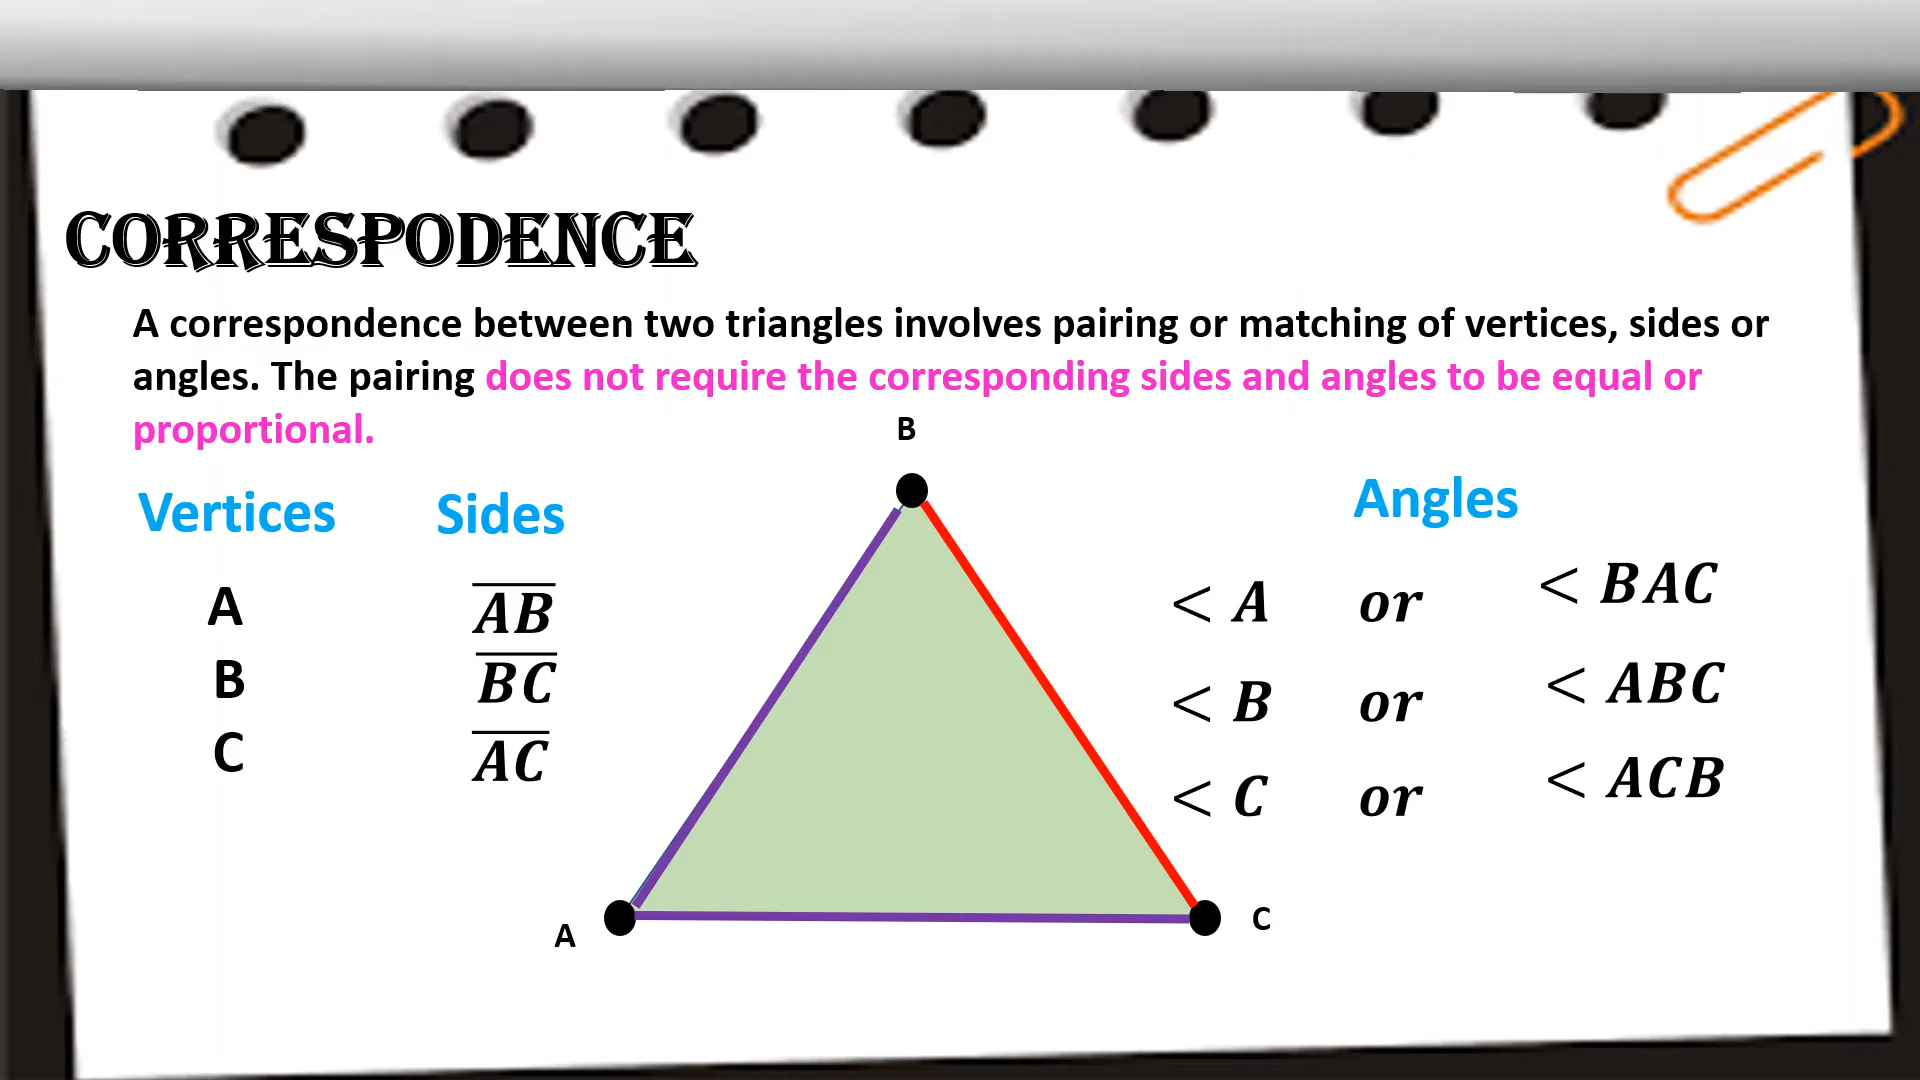 CORRESPODENCE
A correspondence between two triangles involves pairing or matching of vertices, sides or
angles. The pairing does not require the corresponding sides and angles to be equal or
proportional.
B
Vertices Sides Angles
A AB < A or < BAC
B BC < B or < ABC
C AC < C or < ACB
A C